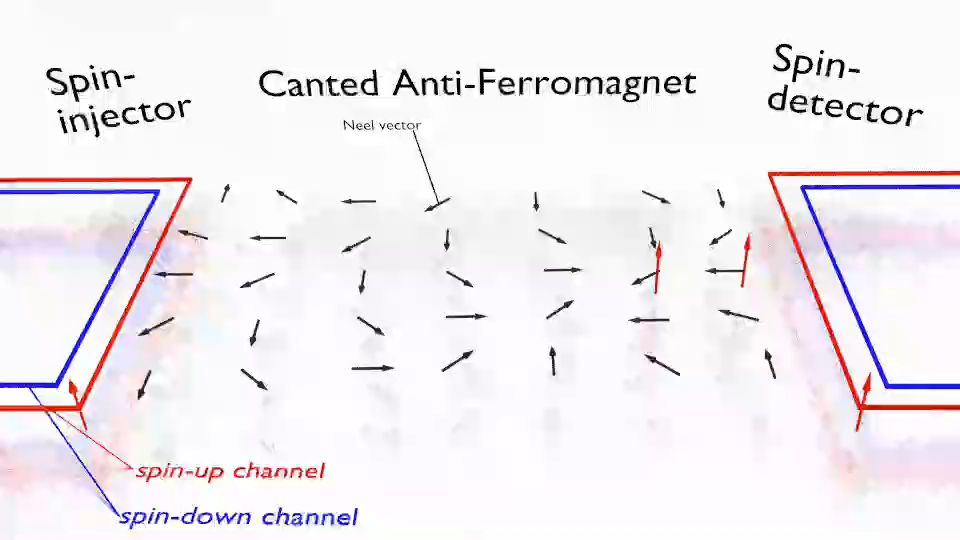 Spin-
injector
Canted Anti-Ferromagnet
Spin-
detector
Neel vector
spin-up channel
spin-down channel